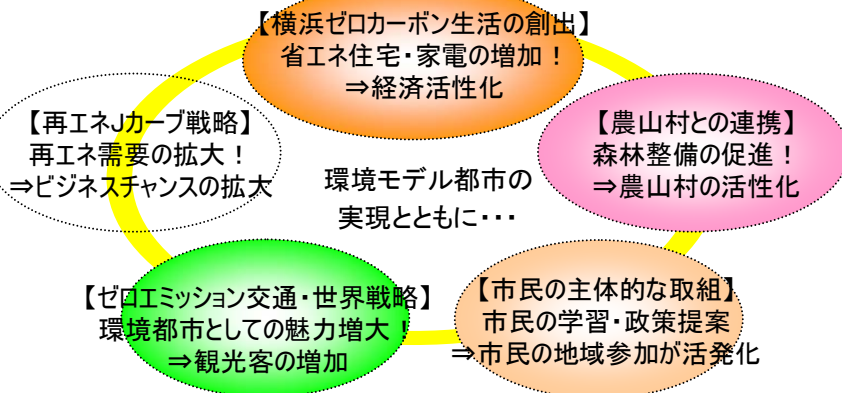 【横浜ゼロカーボン生活の創出】
省エネ住宅・家電の増加！
⇒経済活性化
【再エネJカーブ戦略】
再エネ需要の拡大！
⇒ビジネスチャンスの拡大
【農山村との連携】
森林整備の促進！
⇒農山村の活性化
環境モデル都市の
実現とともに・・・
【ゼロエミッション交通・世界戦略】
環境都市としての魅力増大！
⇒観光客の増加
【市民の主体的な取組】
市民の学習・政策提案
⇒市民の地域参加が活発化